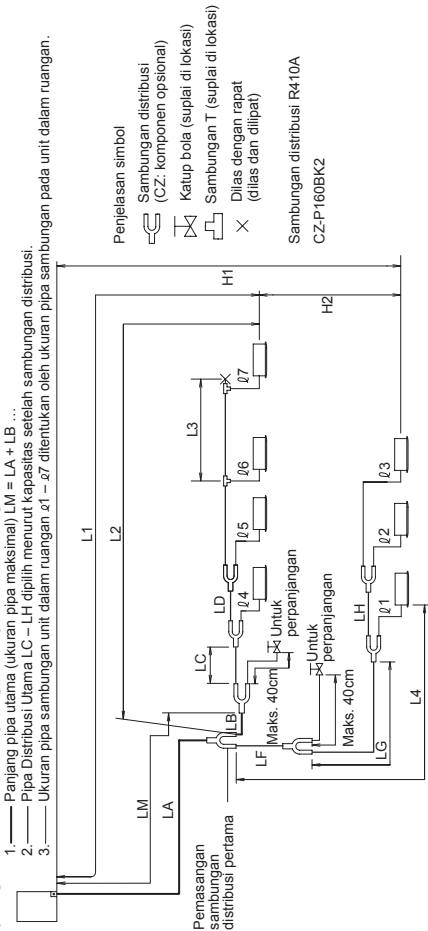 1. Panjang pipa utama (ukuran pipa maksimal) LM = LA + LB ...
2. Pipa Distribusi Utama LC – LH dipilih menurut kapasitas setelah sambungan distribusi.
3. Ukuran pipa sambungan unit dalam ruangan ℓ1 – ℓ7 ditentukan oleh ukuran pipa sambungan pada unit dalam ruangan.
L1
L2
LM
LA
L3
H1
H2
LB
LC
LD
ℓ4
ℓ5
ℓ6
ℓ7
Untuk
perpanjangan
Maks. 40cm
Pemasangan
sambungan
distribusi pertama
LF
LG
LH
ℓ1
ℓ2
ℓ3
Untuk
perpanjangan
Maks. 40cm
L4
Penjelasan simbol
Sambungan distribusi
(CZ: komponen opsional)
Katup bola (suplai di lokasi)
Sambungan T (suplai di lokasi)
Dilas dengan rapat
(dilas dan dilipat)
Sambungan distribusi R410A
CZ-P160BK2